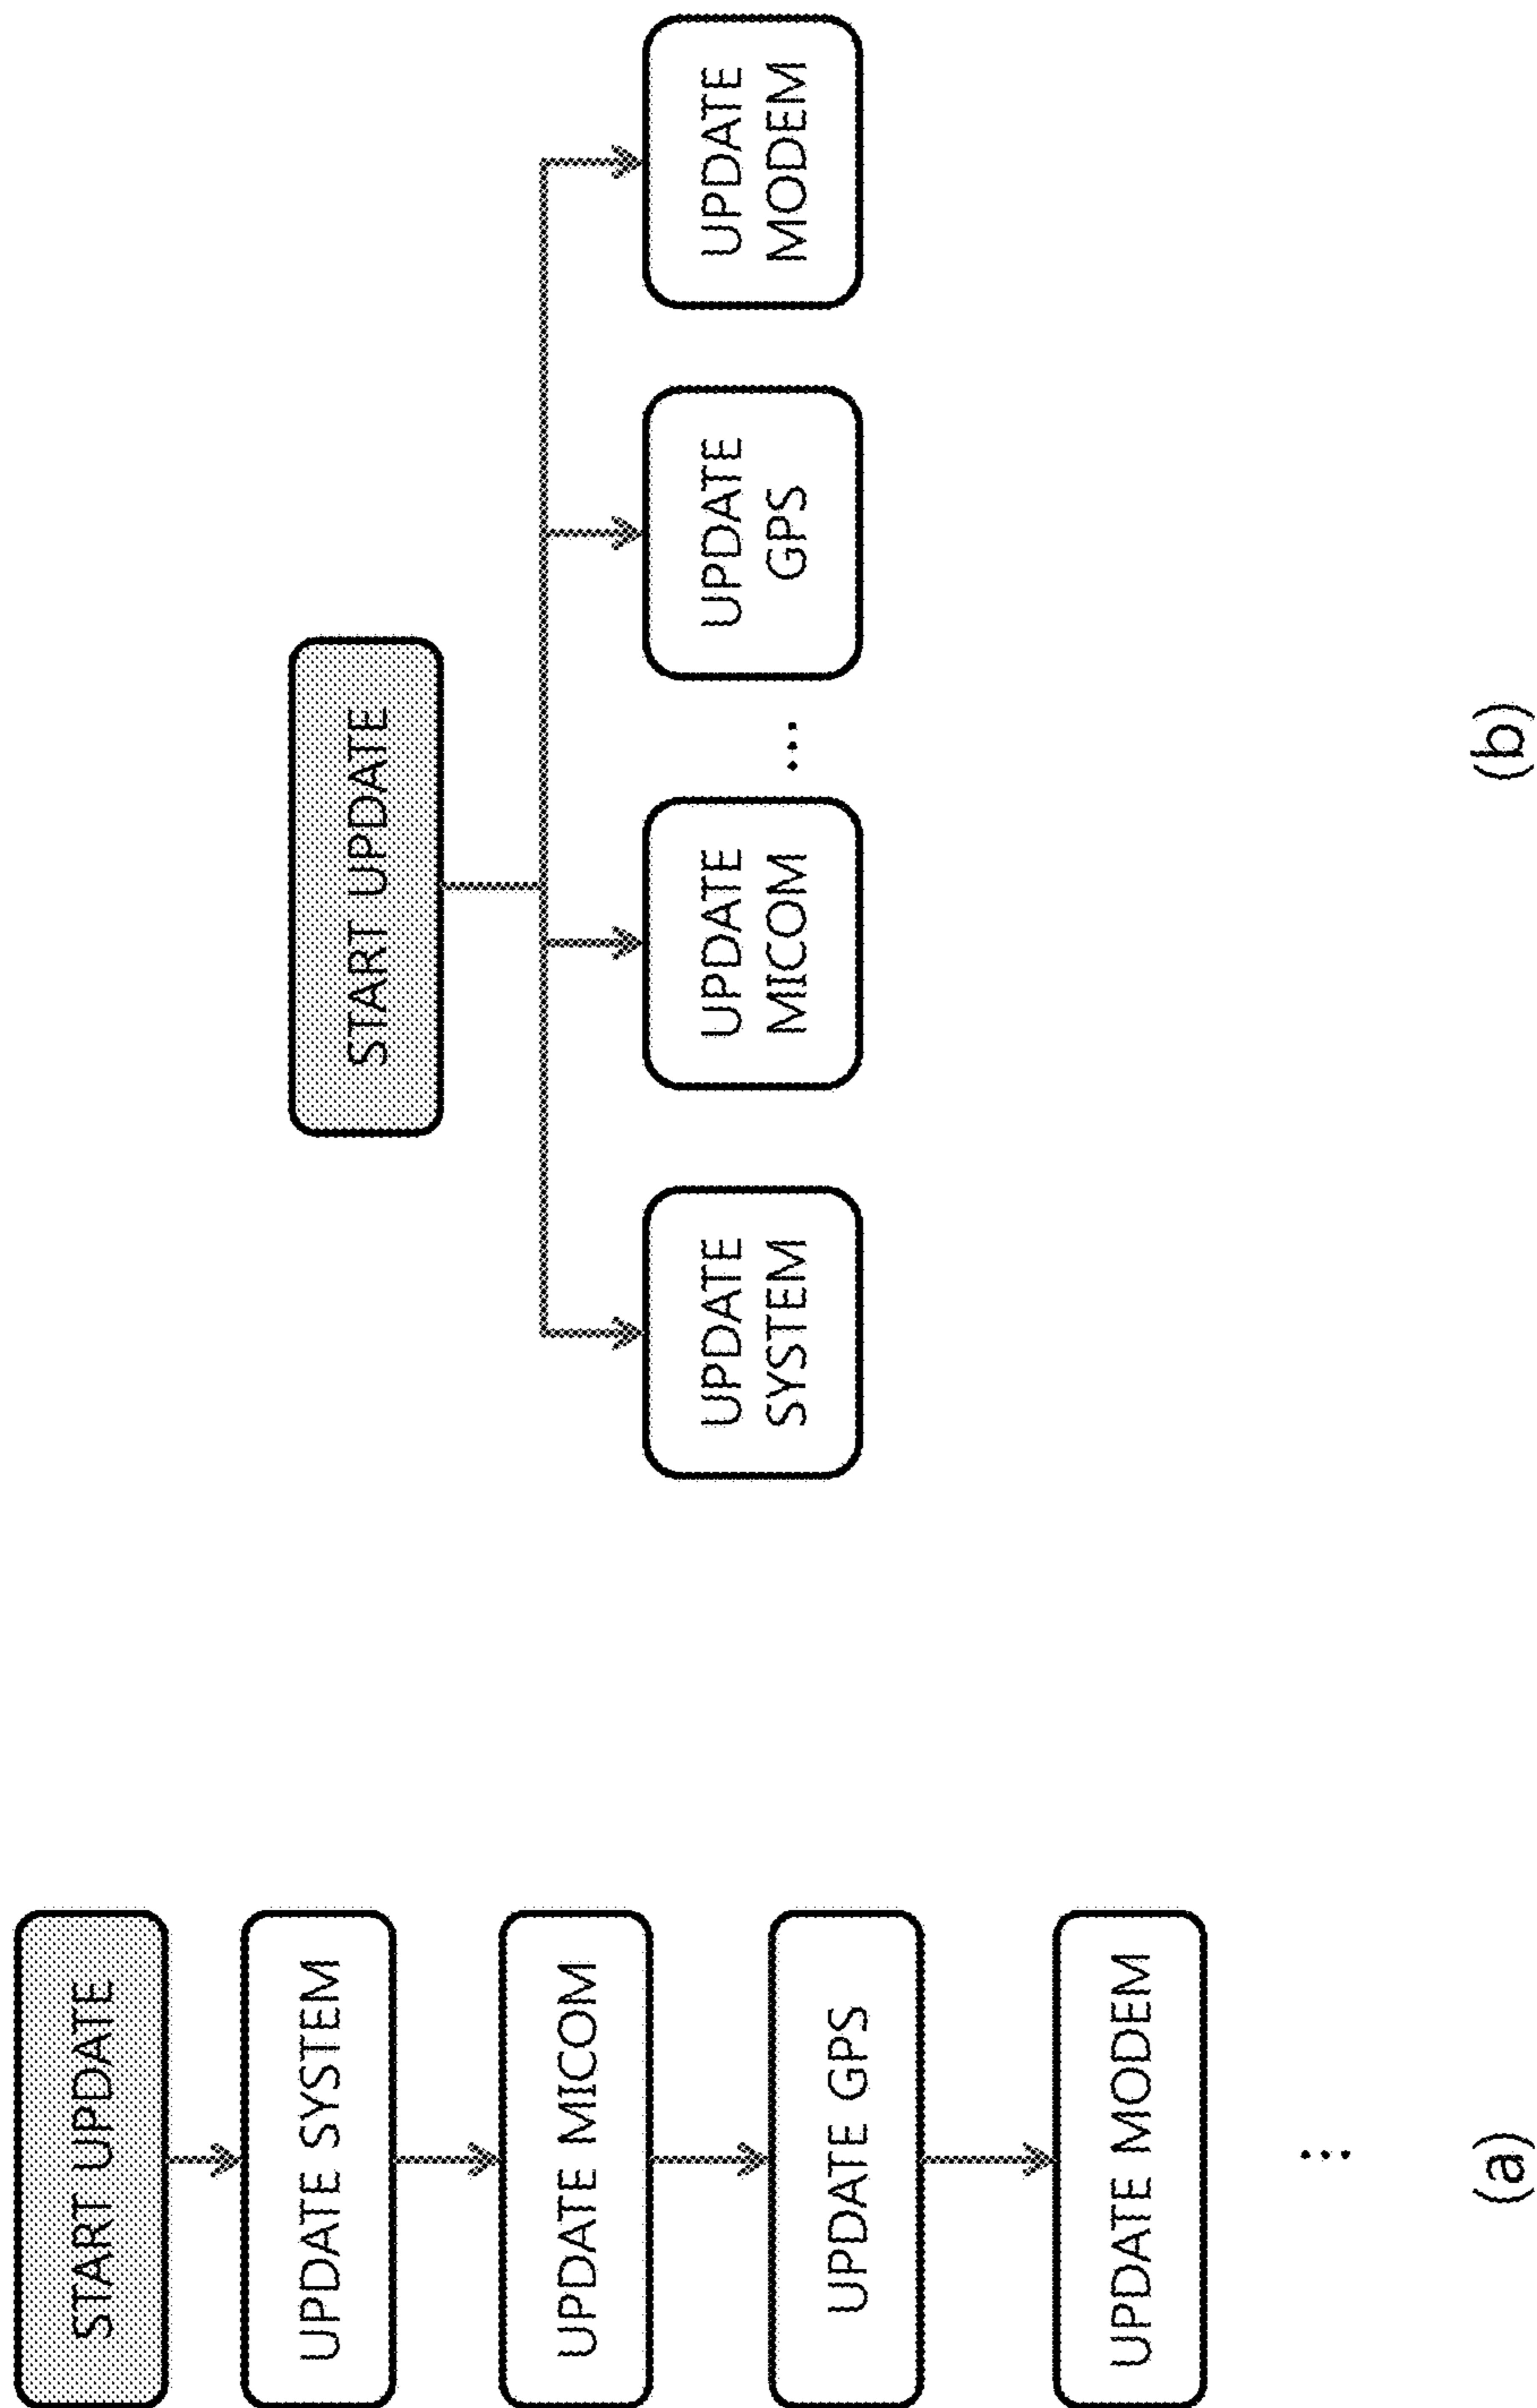 START UPDATE
UPDATE SYSTEM
UPDATE MICOM
UPDATE GPS
UPDATE MODEM
⋮
(a)
START UPDATE
UPDATE
SYSTEM
UPDATE
MICOM
...
UPDATE
GPS
UPDATE
MODEM
(b)